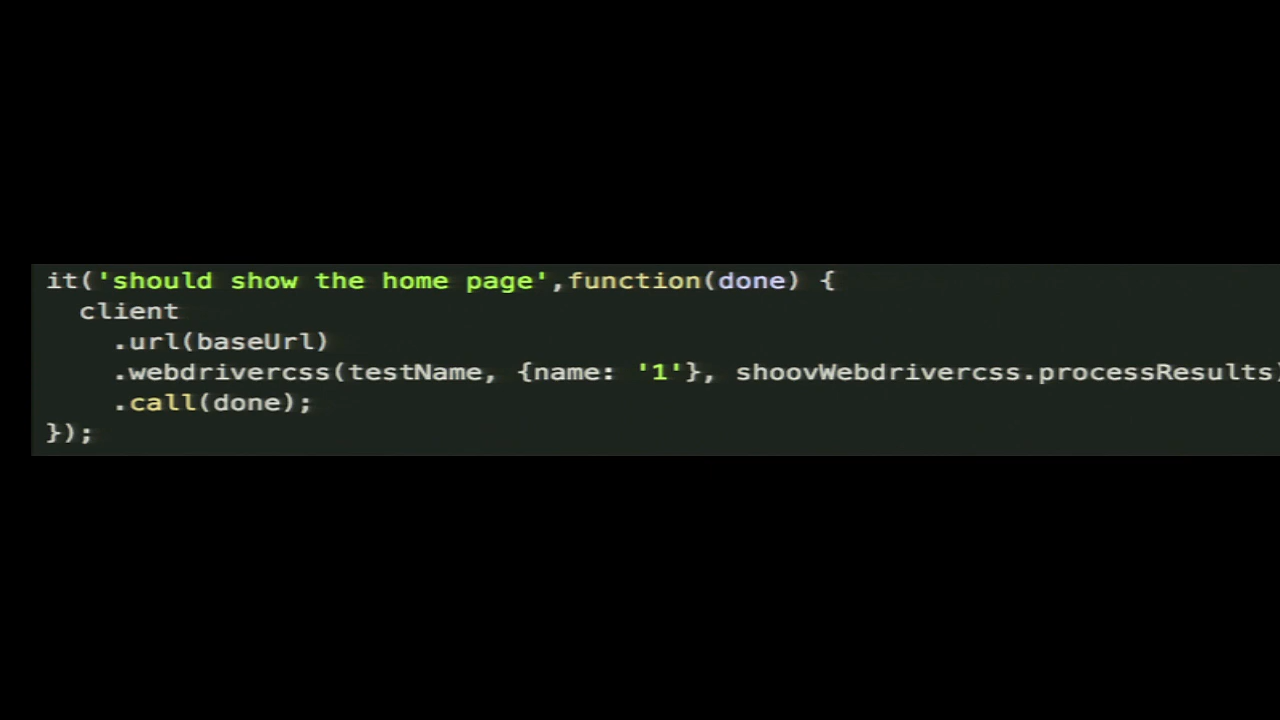 it('should show the home page',function(done) {
client
.url(baseUrl)
.webdrivercss(testName, {name: '1'}, shoovWebdrivercss.processResults)
.call(done);
});